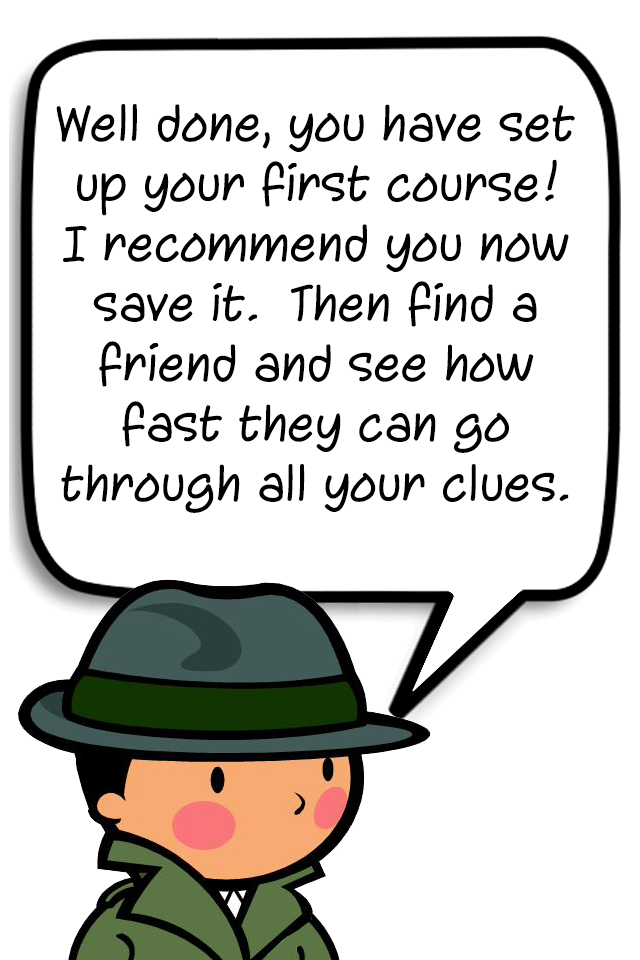 Well done, you have set
up your first course!
I recommend you now
save it.  Then find a
friend and see how
fast they can go
through all your clues.